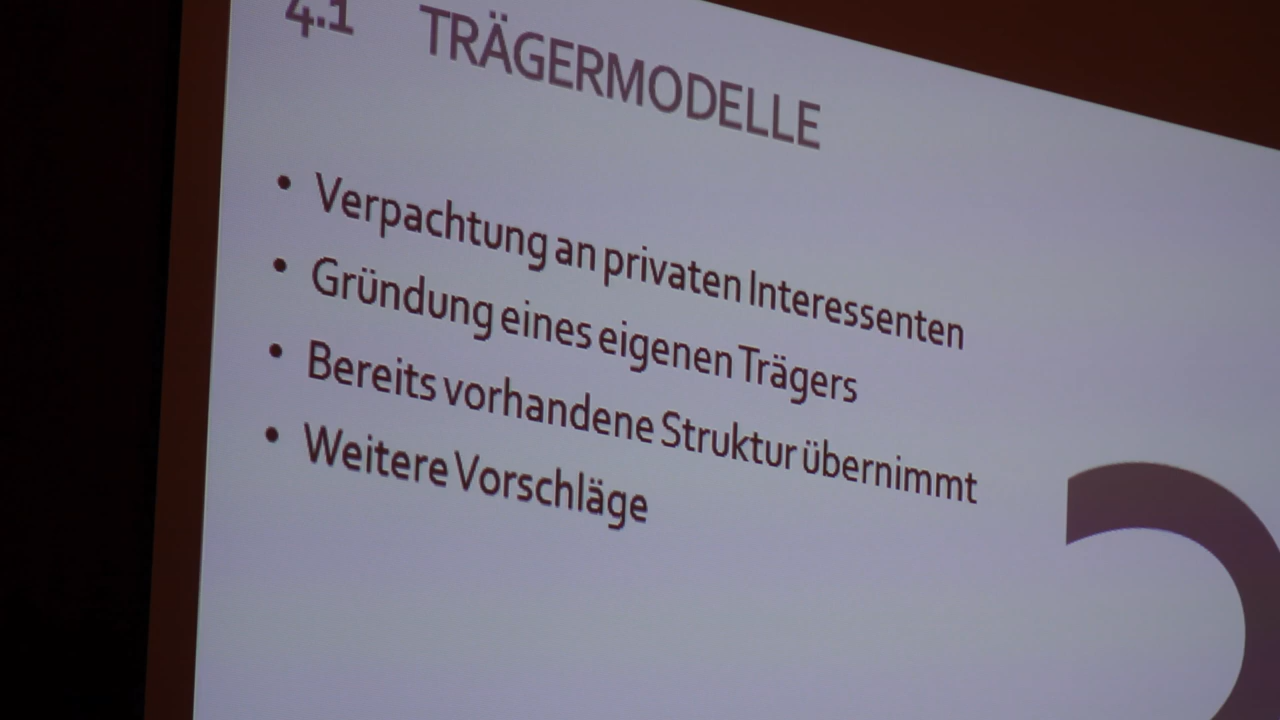 4.1 TRÄGERMODELLE
• Verpachtung an privaten Interessenten
• Gründung eines eigenen Trägers
• Bereits vorhandene Struktur übernimmt
• Weitere Vorschläge